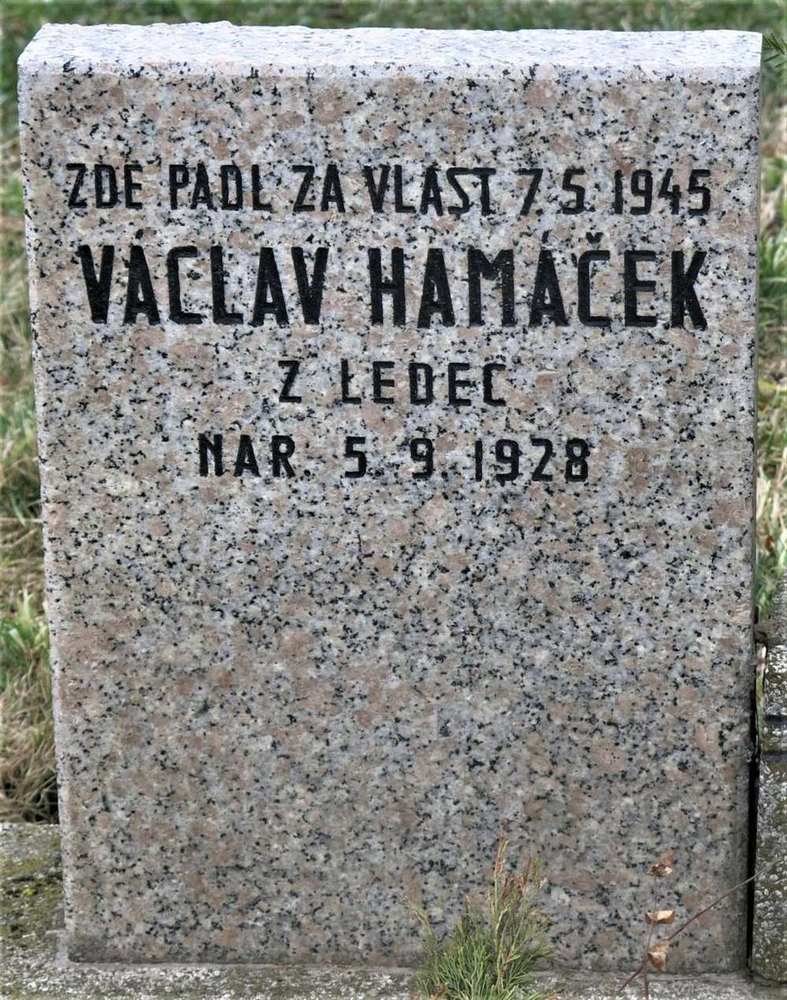 ZDE PADL ZA VLAST 7. 5. 1945
VÁCLAV HAMÁČEK
Z LEDEC
NAR. 5. 9. 1928